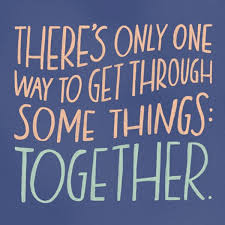 THERE'S ONLY ONE
WAY TO GET THROUGH
SOME THINGS:
TOGETHER.